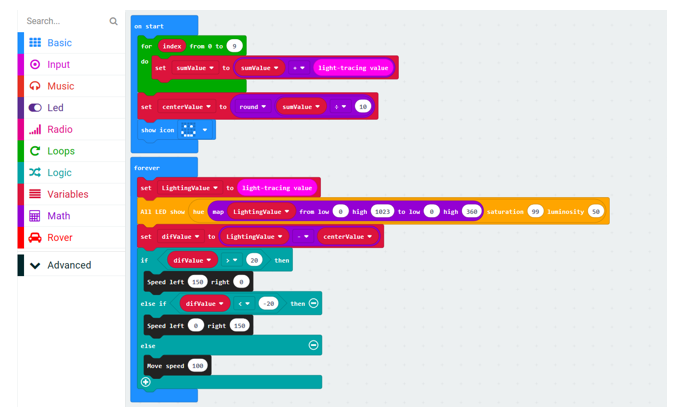 Search...
Basic
Input
Music
Led
Radio
Loops
Logic
Variables
Math
Rover
Advanced
on start
for index from 0 to 9
do set sumValue to sumValue + light-tracing value
set centerValue to round sumValue ÷ 10
show icon
forever
set LightingValue to light-tracing value
All LED show hue map LightingValue from low 0 high 1023 to low 0 high 360 saturation 99 luminosity 50
set difValue to LightingValue - centerValue
if difValue > 20 then
Speed left 150 right 0
else if difValue < -20 then
Speed left 0 right 150
else
Move speed 100